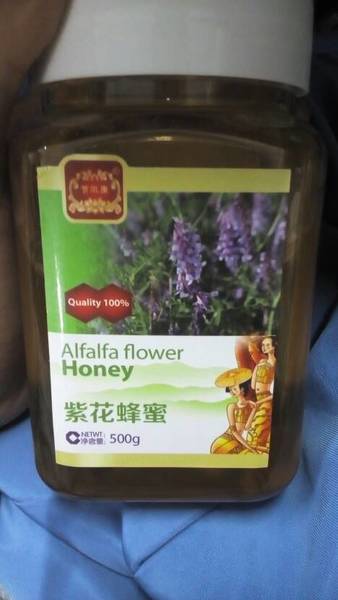 Quality 100%
Alfalfa flower
Honey
紫花蜂蜜
NETWT
净含量: 500g